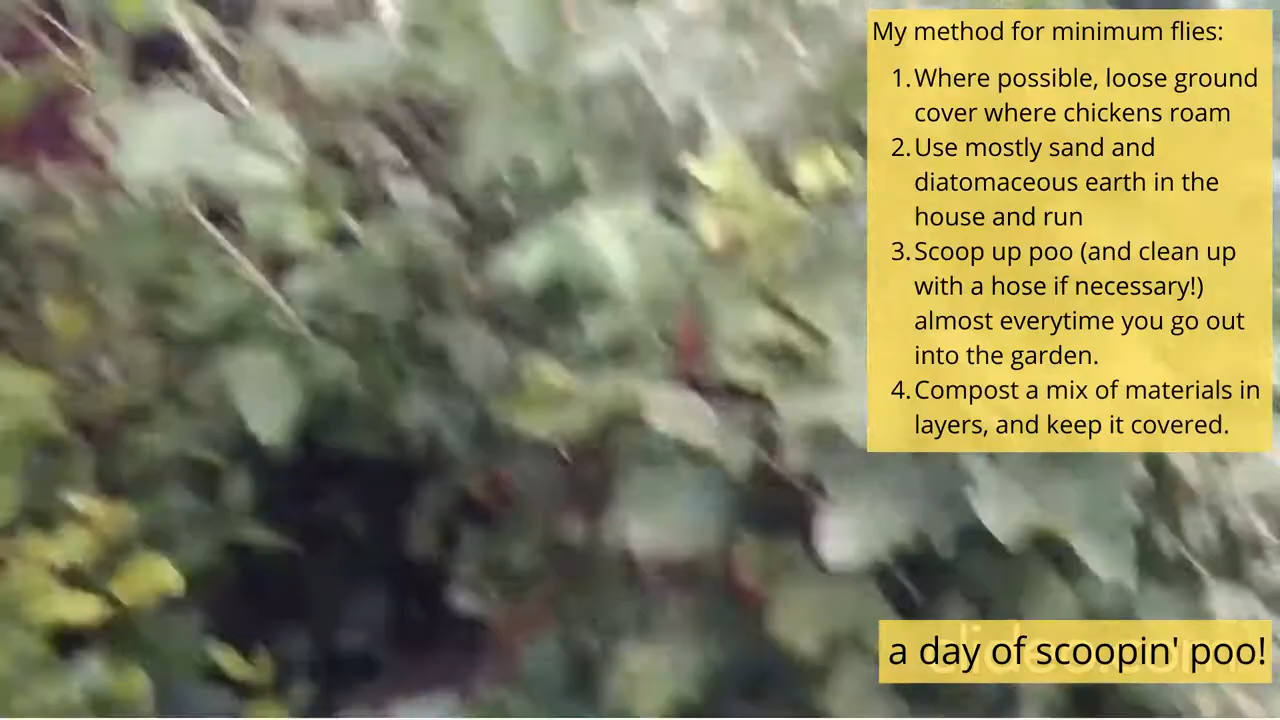 My method for minimum flies:
1. Where possible, loose ground
cover where chickens roam
2. Use mostly sand and
diatomaceous earth in the
house and run
3. Scoop up poo (and clean up
with a hose if necessary!)
almost everytime you go out
into the garden.
4. Compost a mix of materials in
layers, and keep it covered.
a day of scoopin' poo!